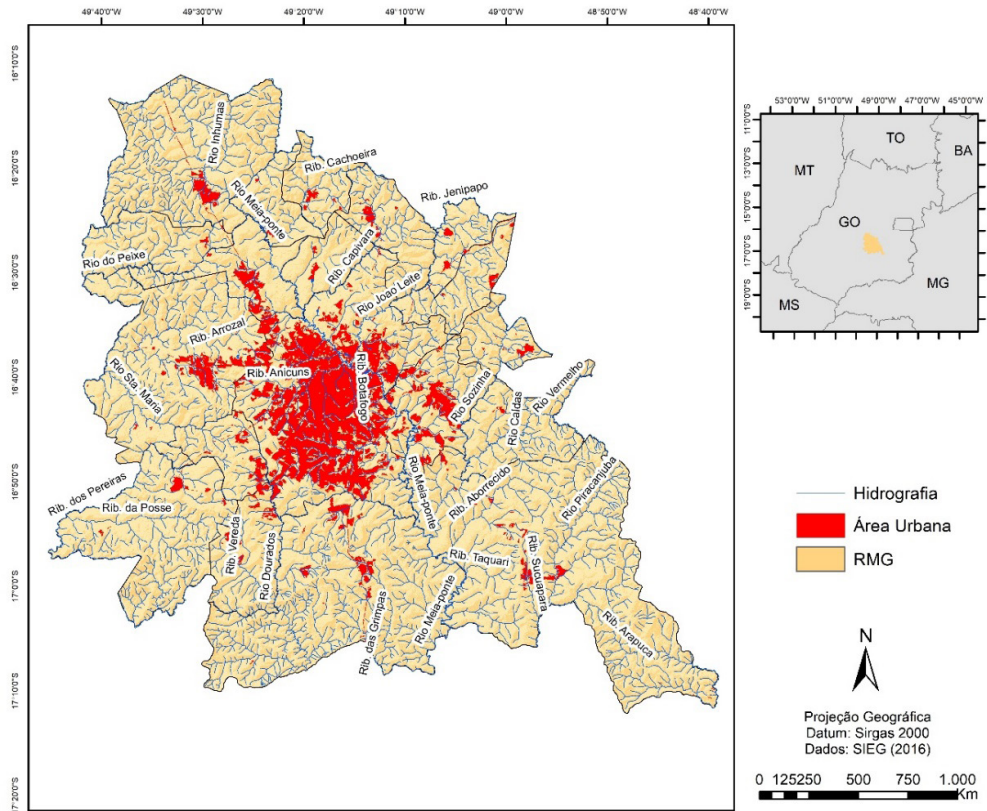 49°40'0"W 49°30'0"W 49°20'0"W 49°10'0"W 49°0'0"W 48°50'0"W 48°40'0"W
16°10'0"S
16°20'0"S
16°30'0"S
16°40'0"S
16°50'0"S
17°0'0"S
17°10'0"S
17°20'0"S
Rio Inhumas
Rib. Cachoeira
Rio Meia-ponte
Rib. Jenipapo
Rib. Capivara
Rio do Peixe
Rio Joao Leite
Rib. Arrozal
Rib. Anicuns
Rib. Botafogo
Rio Sta. Maria
Rio Sozinha
Rio Vermelho
Rio Caldas
Rib. dos Pereiras
Rib. da Posse
Rio Meia-ponte
Rib. Aborrecido
Rio Piracanjuba
Rib. Vereda
Rio Dourados
Rib. Taquari
Rib. Sucuapara
Rib. das Grimpas
Rio Meia-ponte
Rib. Arapuca
53°0'0"W 51°0'0"W 49°0'0"W 47°0'0"W 45°0'0"W
11°0'0"S
13°0'0"S
15°0'0"S
17°0'0"S
19°0'0"S
TO
BA
MT
GO
MG
MS
Hidrografia
Área Urbana
RMG
N
Projeção Geográfica
Datum: Sirgas 2000
Dados: SIEG (2016)
0 125250 500 750 1.000
Km